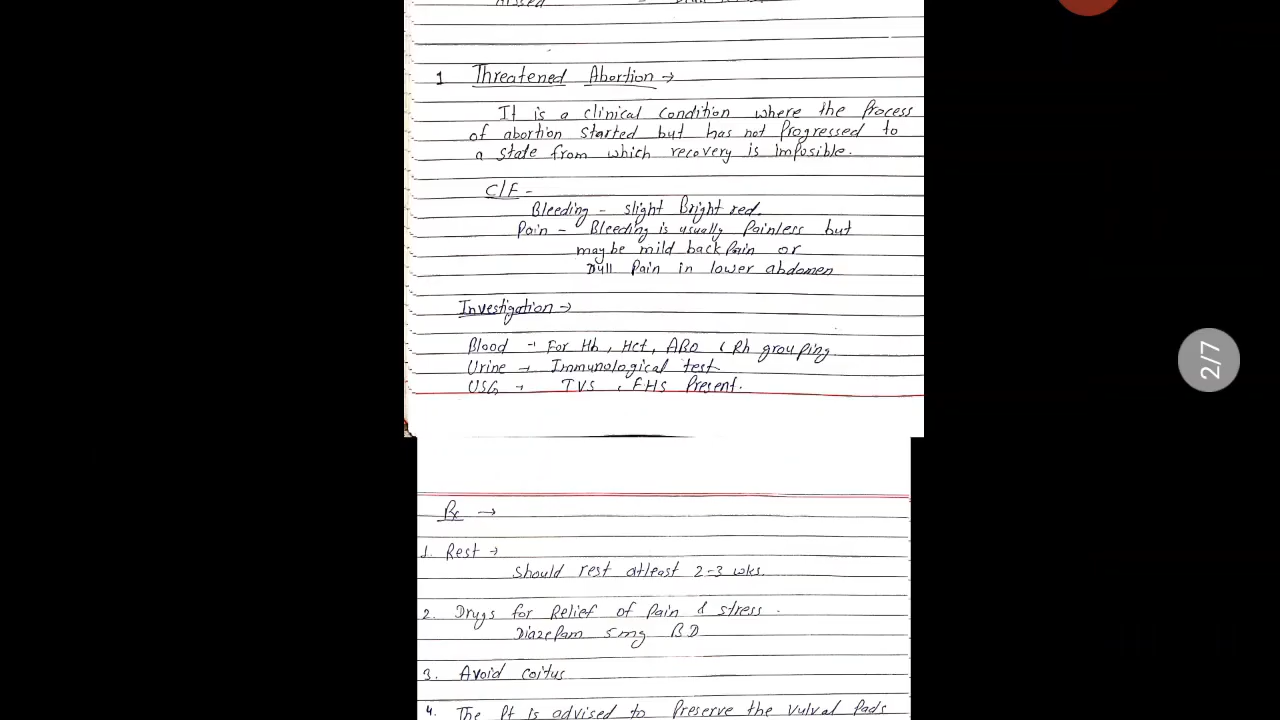 Missed
1 Threatened Abortion →
It is a clinical condition where the Process
of abortion started but has not Progressed to
a state from which recovery is imposible.
C/F -
Bleeding - slight Bright red.
Pain - Bleeding is usually Painless but
maybe mild back Pain or
Dull Pain in lower abdomen
Investigation →
Blood → For Hb, Hct, ABO & Rh grouping.
Urine → Immunological test
USG → TVS, FHS Present.
2/7
Rx →
1. Rest →
Should rest atleast 2-3 wks.
2. Drugs for Relief of Pain & stress.
Diazepam 5mg BD
3. Avoid coitus
4. The Pt is advised to Preserve the vulval Pads